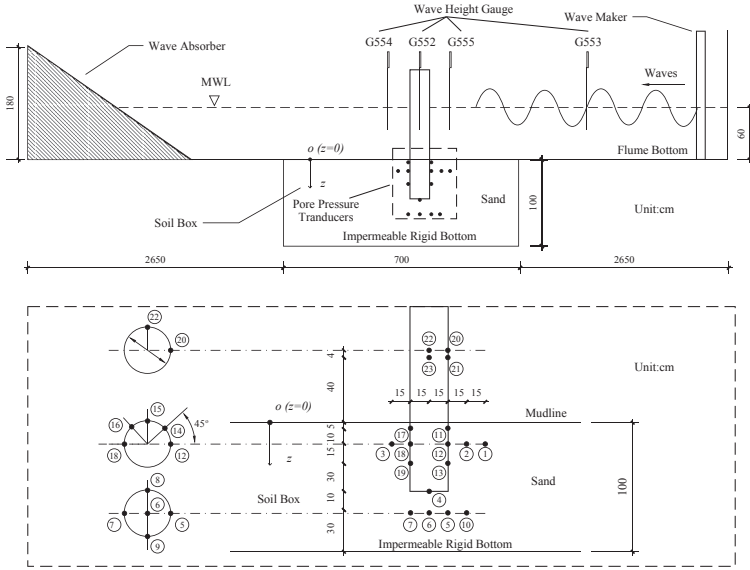 Wave Height Gauge
Wave Maker
G554
G552
G555
G553
Wave Absorber
MWL
Waves
180
60
o (z=0)
Flume Bottom
z
Pore Pressure
Tranducers
Sand
100
Soil Box
Unit:cm
Impermeable Rigid Bottom
2650
700
2650
22
20
22
20
23
21
4
Unit:cm
40
15
15
15
15
15
16
14
45°
o (z=0)
Mudline
5
17
11
10
18
12
3
18
12
2
1
15
z
19
13
30
8
Soil Box
Sand
100
6
10
4
7
5
7
6
5
10
9
30
Impermeable Rigid Bottom